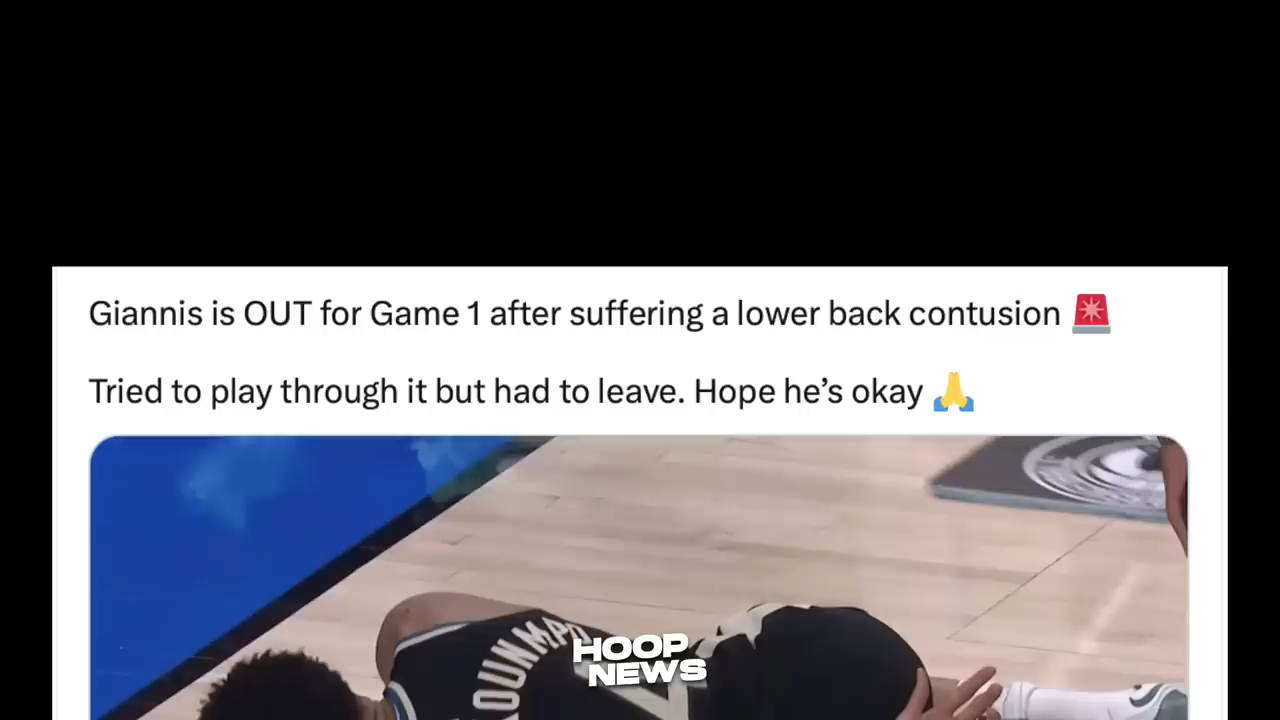 Giannis is OUT for Game 1 after suffering a lower back contusion 🚨
Tried to play through it but had to leave. Hope he’s okay 🙏
HOOP
NEWS